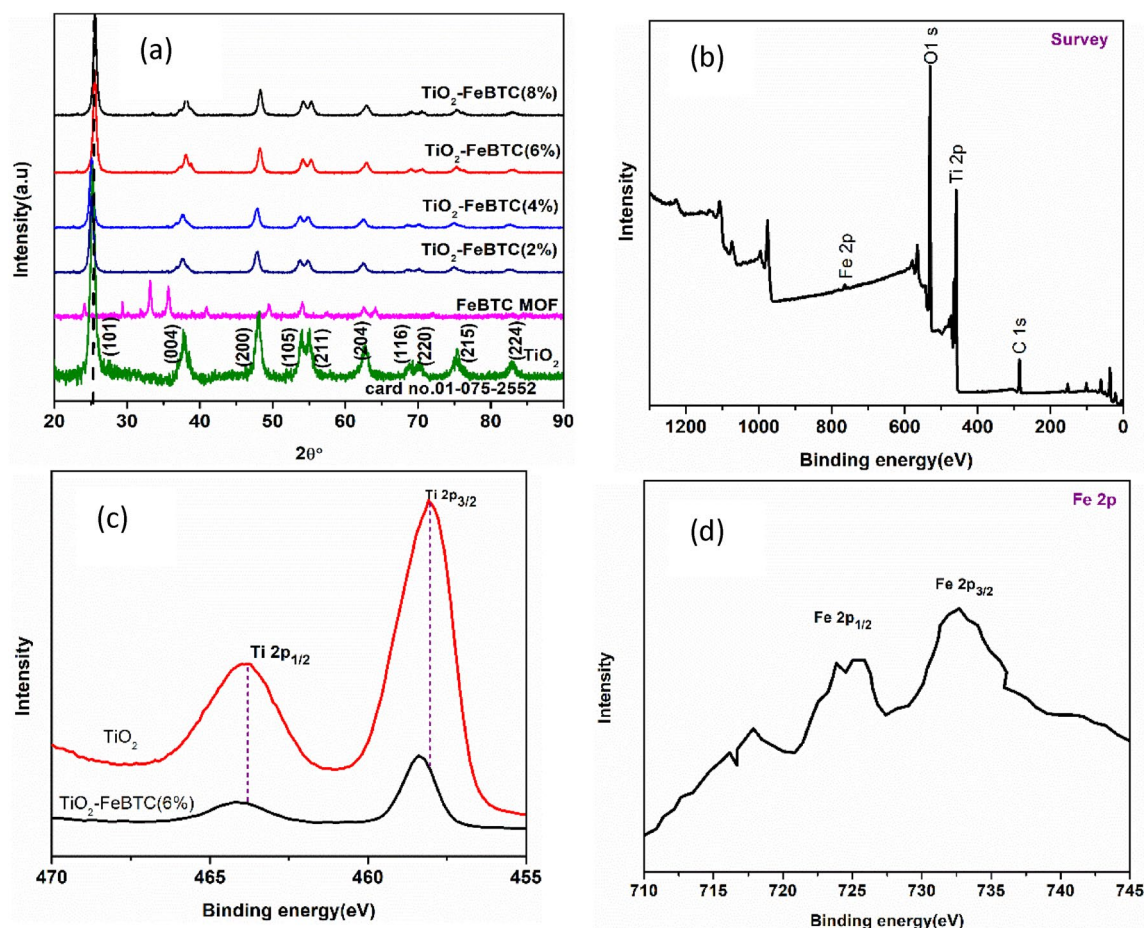 (a)
TiO2-FeBTC(8%)
TiO2-FeBTC(6%)
TiO2-FeBTC(4%)
TiO2-FeBTC(2%)
FeBTC MOF
(101)
(004)
(200)
(105)
(211)
(204)
(116)
(220)
(215)
(224)
TiO2
card no.01-075-2552
Intensity(a.u)
20 30 40 50 60 70 80 90
2θ°
(b)
Survey
O1 s
Ti 2p
Fe 2p
C 1s
Intensity
1200 1000 800 600 400 200 0
Binding energy(eV)
(c)
Ti 2p3/2
Ti 2p1/2
TiO2
TiO2-FeBTC(6%)
Intensity
470 465 460 455
Binding energy(eV)
(d)
Fe 2p
Fe 2p3/2
Fe 2p1/2
Intensity
710 715 720 725 730 735 740 745
Binding energy(eV)